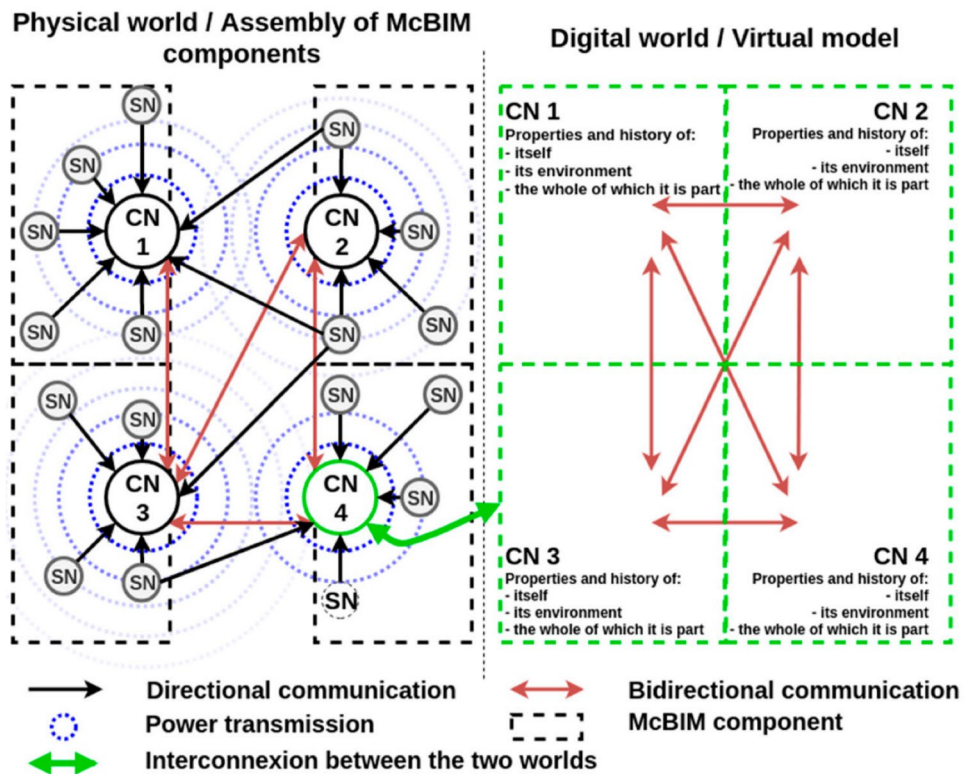 Physical world / Assembly of McBIM
components
Digital world / Virtual model
SN
SN
SN
SN
SN
SN
CN
1
SN
SN
SN
SN
CN
2
SN
SN
SN
SN
SN
CN
3
SN
SN
SN
SN
CN
4
CN 1
Properties and history of:
- itself
- its environment
- the whole of which it is part
CN 2
Properties and history of:
- itself
- its environment
- the whole of which it is part
CN 3
Properties and history of:
- itself
- its environment
- the whole of which it is part
CN 4
Properties and history of:
- itself
- its environment
- the whole of which it is part
Directional communication
Bidirectional communication
Power transmission
McBIM component
Interconnexion between the two worlds